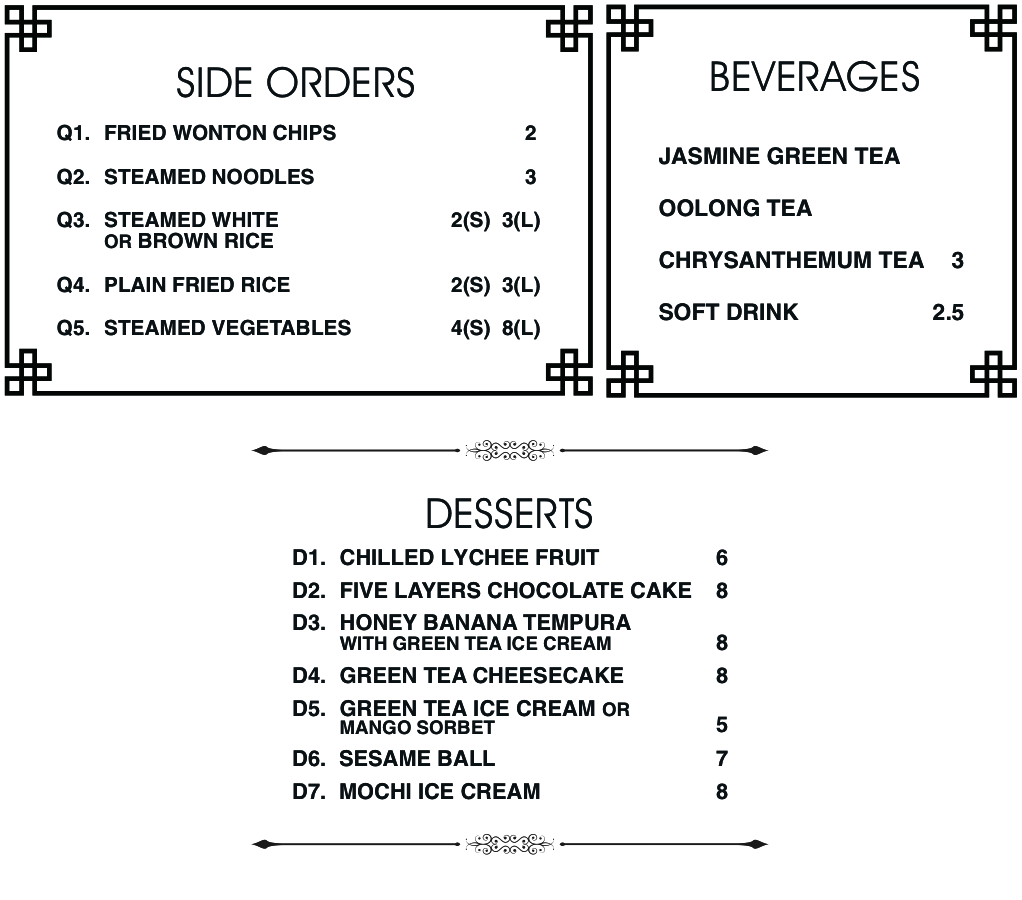 SIDE ORDERS
Q1. FRIED WONTON CHIPS 2
Q2. STEAMED NOODLES 3
Q3. STEAMED WHITE 2(S) 3(L)
OR BROWN RICE
Q4. PLAIN FRIED RICE 2(S) 3(L)
Q5. STEAMED VEGETABLES 4(S) 8(L)
BEVERAGES
JASMINE GREEN TEA
OOLONG TEA
CHRYSANTHEMUM TEA 3
SOFT DRINK 2.5
DESSERTS
D1. CHILLED LYCHEE FRUIT 6
D2. FIVE LAYERS CHOCOLATE CAKE 8
D3. HONEY BANANA TEMPURA
WITH GREEN TEA ICE CREAM 8
D4. GREEN TEA CHEESECAKE 8
D5. GREEN TEA ICE CREAM OR
MANGO SORBET 5
D6. SESAME BALL 7
D7. MOCHI ICE CREAM 8